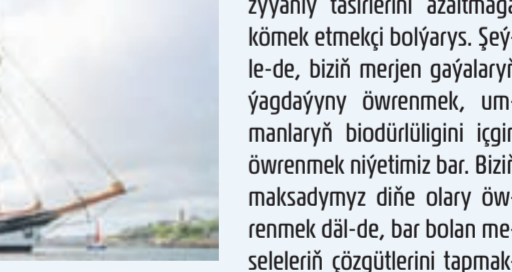 zyýanly täsirlerini azaltmaga
kömek etmekçi bolýarys. Şeý-
le-de, biziň merjen gaýalaryň
ýagdaýyny öwrenmek, um-
manlaryň biodürlüligini içgin
öwrenmek niýetimiz bar. Biziň
maksadymyz diňe olary öw-
renmek däl-de, bar bolan me-
seleleriň çözgütlerini tapmak-